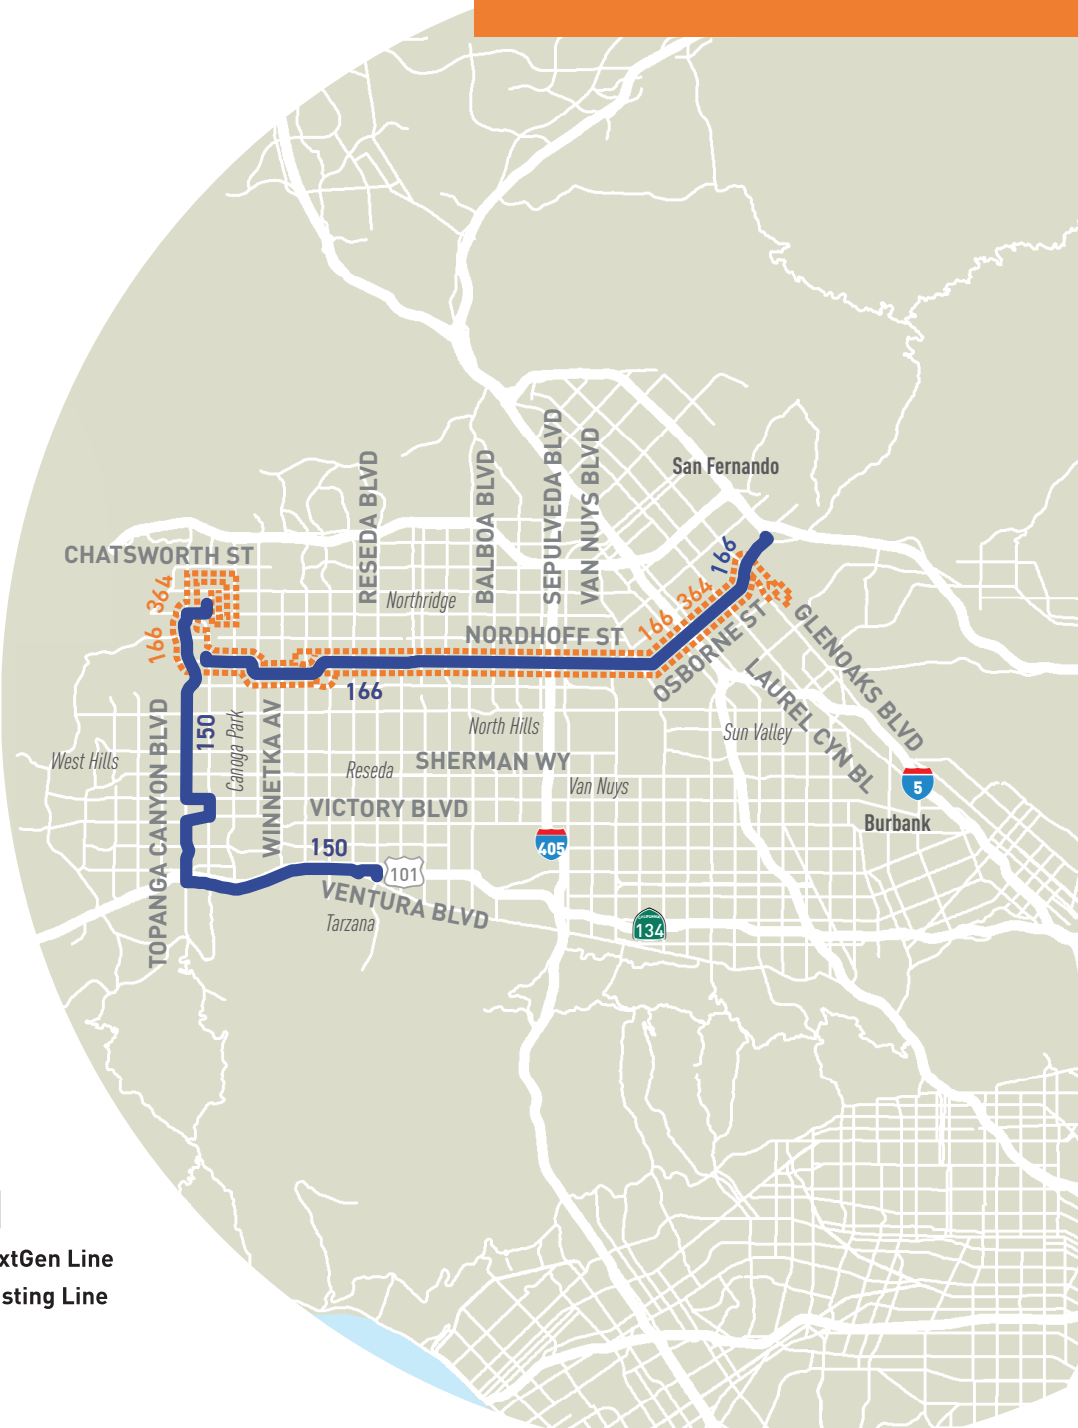 San Fernando
RESEDA BLVD
BALBOA BLVD
SEPULVEDA BLVD
VAN NUYS BLVD
CHATSWORTH ST
166
364
166
Northridge
166 364
NORDHOFF ST
OSBORNE ST
GLENOAKS BLVD
LAUREL CYN BL
166
150
Canoga Park
WINNETKA AV
TOPANGA CANYON BLVD
North Hills
Sun Valley
West Hills
SHERMAN WY
Reseda
Van Nuys
5
VICTORY BLVD
Burbank
150
405
101
VENTURA BLVD
Tarzana
CALIFORNIA
134
xtGen Line
sting Line